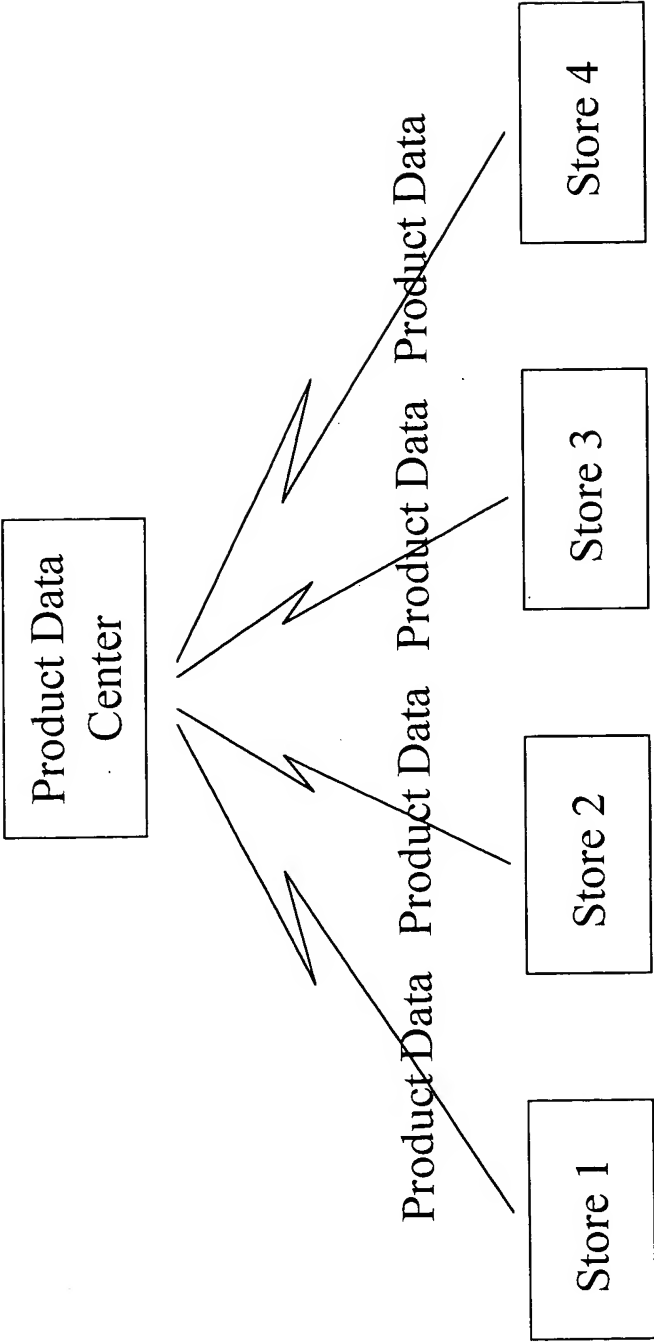 Product Data
Center
Product Data
Product Data
Product Data
Product Data
Store 1
Store 2
Store 3
Store 4